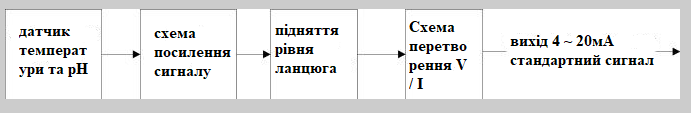 датчик
температ
ури та pH
схема
посилення
сигналу
підняття
рівня
ланцюга
Схема
перетво
рення V
/ I
вихід 4 ~ 20мА
стандартний сигнал